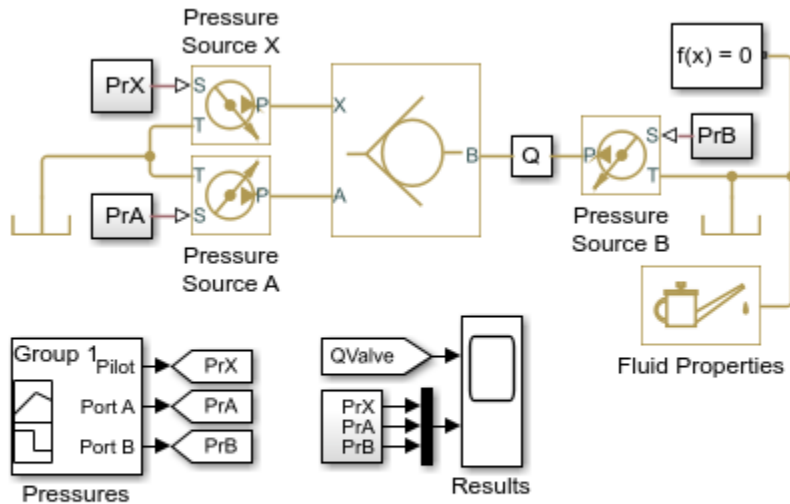 Pressure
Source X
PrX
S
P
T
X
T
P
A
S
PrA
Pressure
Source A
B
Q
P
S
T
PrB
Pressure
Source B
f(x) = 0
Fluid Properties
Group 1
Pilot
Port A
Port B
PrX
PrA
PrB
Pressures
QValve
PrX
PrA
PrB
Results